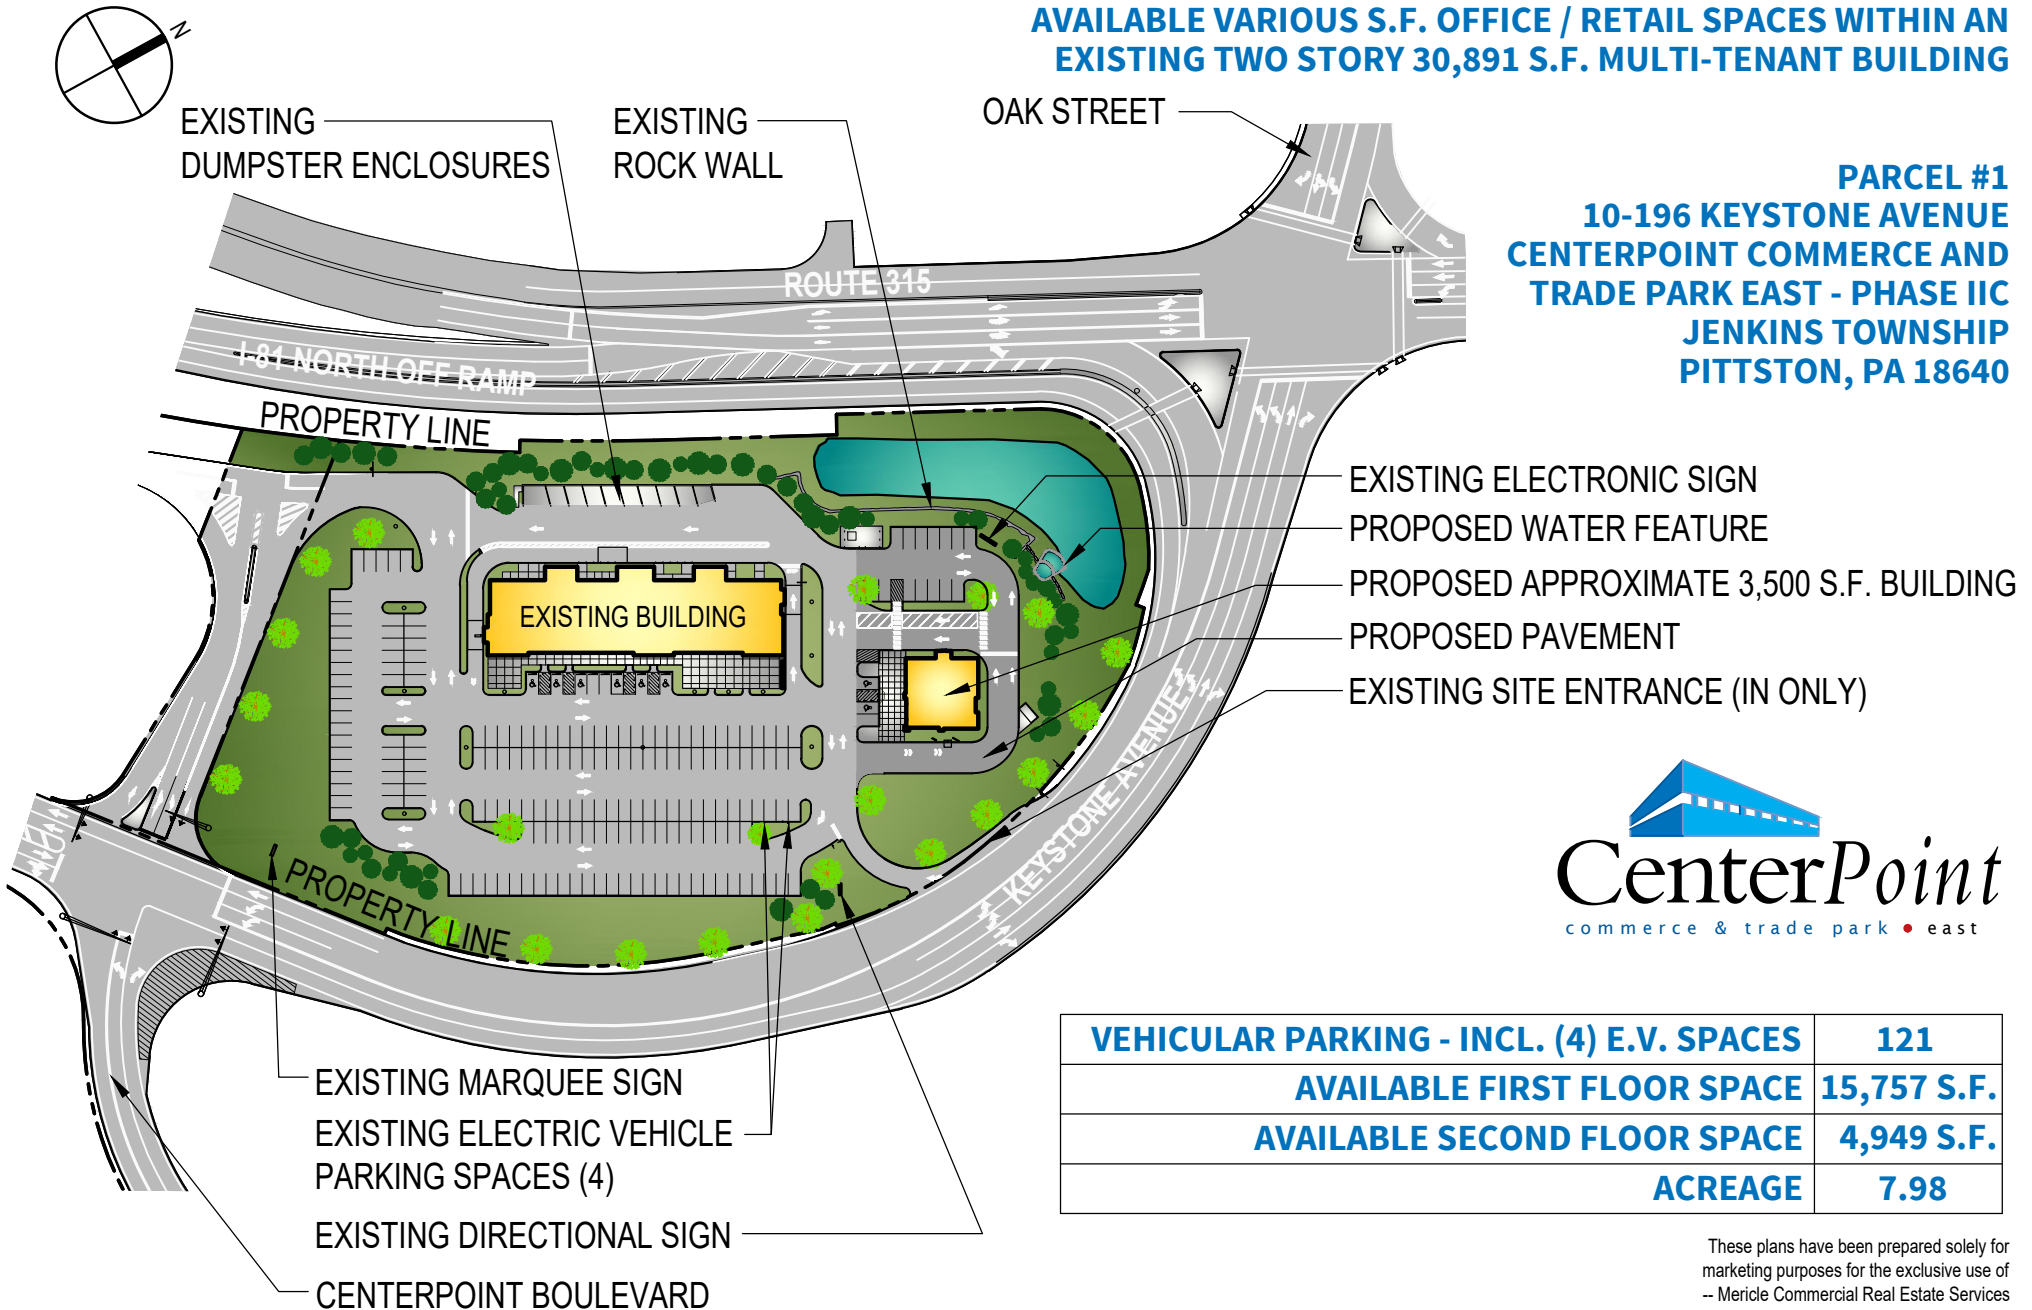 AVAILABLE VARIOUS S.F. OFFICE / RETAIL SPACES WITHIN AN
EXISTING TWO STORY 30,891 S.F. MULTI-TENANT BUILDING
N
EXISTING
DUMPSTER ENCLOSURES
EXISTING
ROCK WALL
OAK STREET
PARCEL #1
10-196 KEYSTONE AVENUE
CENTERPOINT COMMERCE AND
TRADE PARK EAST - PHASE IIC
JENKINS TOWNSHIP
PITTSTON, PA 18640
ROUTE 315
I-81 NORTH OFF RAMP
PROPERTY LINE
EXISTING BUILDING
EXISTING ELECTRONIC SIGN
PROPOSED WATER FEATURE
PROPOSED APPROXIMATE 3,500 S.F. BUILDING
PROPOSED PAVEMENT
EXISTING SITE ENTRANCE (IN ONLY)
KEYSTONE AVENUE
PROPERTY LINE
CenterPoint
commerce & trade park • east
VEHICULAR PARKING - INCL. (4) E.V. SPACES 121
AVAILABLE FIRST FLOOR SPACE 15,757 S.F.
AVAILABLE SECOND FLOOR SPACE 4,949 S.F.
ACREAGE 7.98
EXISTING MARQUEE SIGN
EXISTING ELECTRIC VEHICLE
PARKING SPACES (4)
EXISTING DIRECTIONAL SIGN
CENTERPOINT BOULEVARD
These plans have been prepared solely for
marketing purposes for the exclusive use of
-- Mericle Commercial Real Estate Services